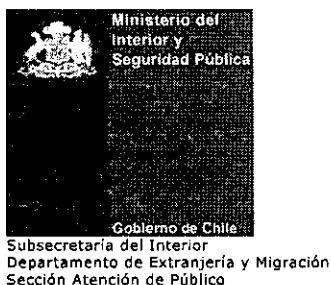 Ministerio del
Interior y
Seguridad Pública
Gobierno de Chile
Subsecretaría del Interior
Departamento de Extranjería y Migración
Sección Atención de Público